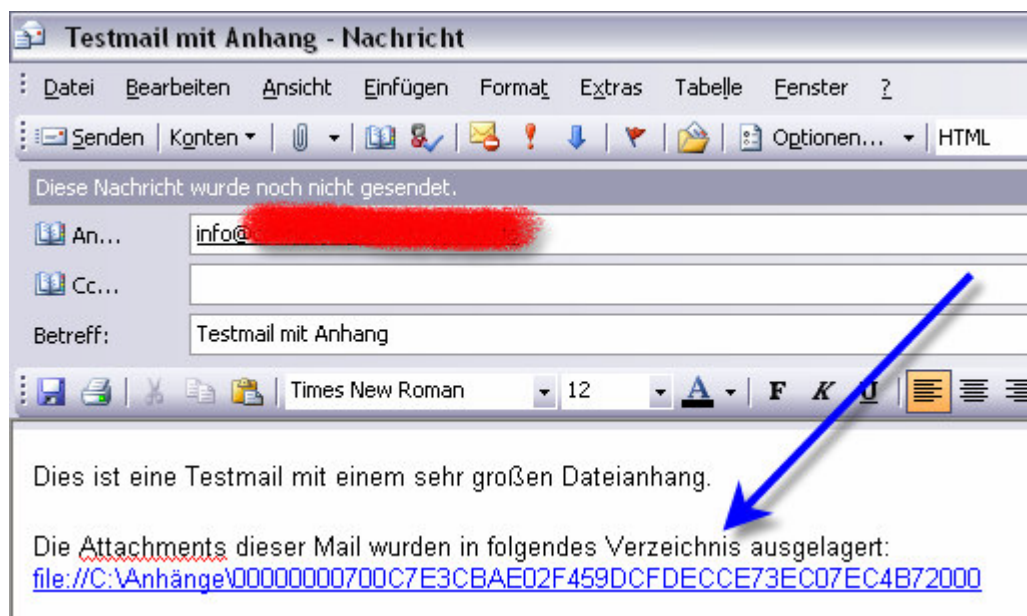 Testmail mit Anhang - Nachricht
Datei Bearbeiten Ansicht Einfügen Format Extras Tabelle Fenster ?
Senden Konten Optionen... HTML
Diese Nachricht wurde noch nicht gesendet.
An... info@
Cc...
Betreff: Testmail mit Anhang
Times New Roman 12 A F K U
Dies ist eine Testmail mit einem sehr großen Dateianhang.
Die Attachments dieser Mail wurden in folgendes Verzeichnis ausgelagert:
file://C:\Anhänge\00000000700C7E3CBAE02F459DCFDECCE73EC07EC4B72000